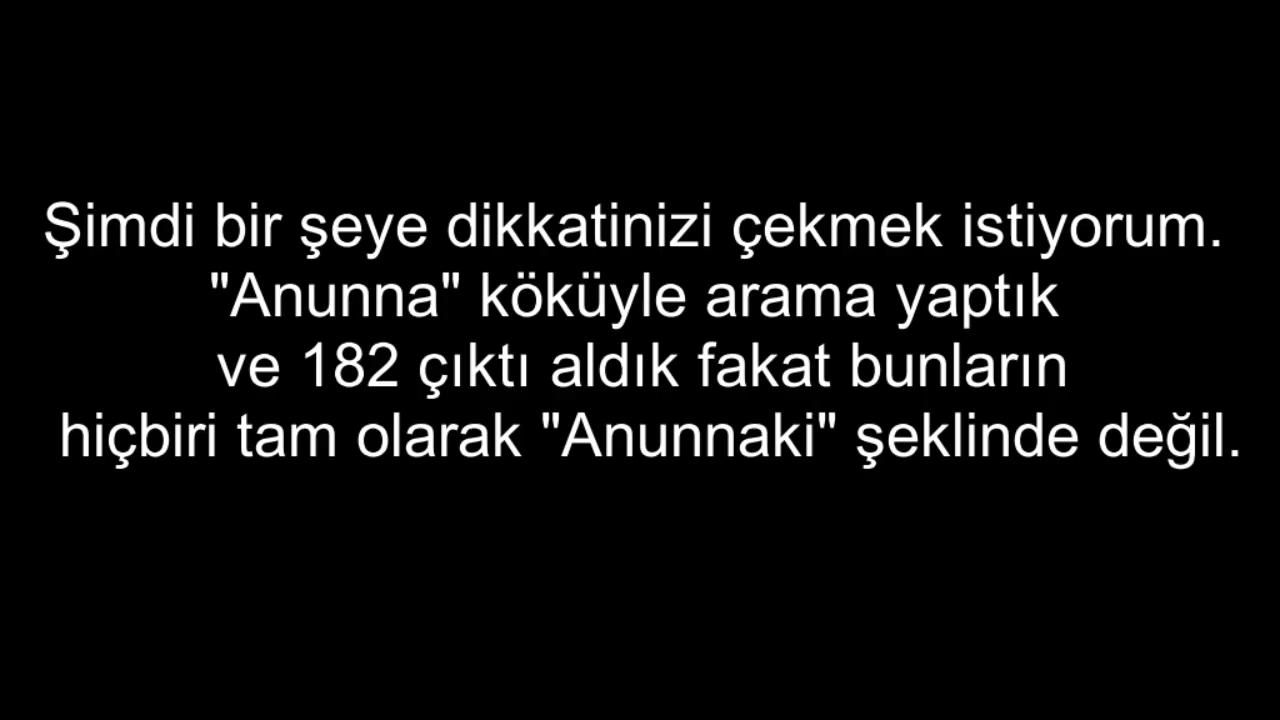 Şimdi bir şeye dikkatinizi çekmek istiyorum.
"Anunna" köküyle arama yaptık
ve 182 çıktı aldık fakat bunların
hiçbiri tam olarak "Anunnaki" şeklinde değil.